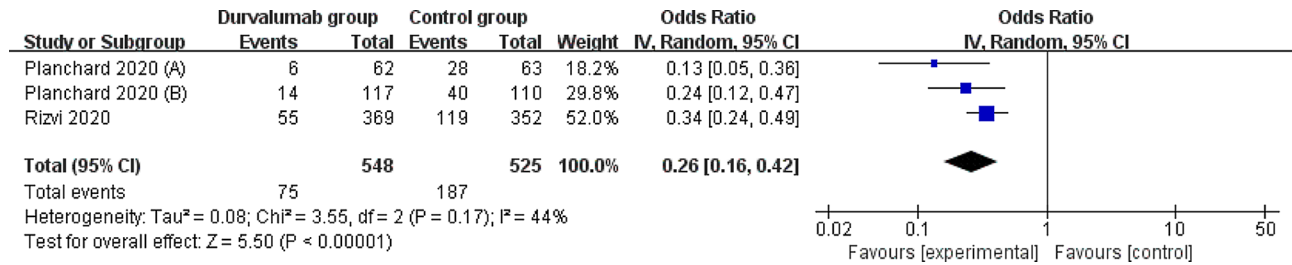 Durvalumab group Control group Odds Ratio Odds Ratio
Study or Subgroup Events Total Events Total Weight IV, Random, 95% CI IV, Random, 95% CI
Planchard 2020 (A) 6 62 28 63 18.2% 0.13 [0.05, 0.36]
Planchard 2020 (B) 14 117 40 110 29.8% 0.24 [0.12, 0.47]
Rizvi 2020 55 369 119 352 52.0% 0.34 [0.24, 0.49]
Total (95% CI) 548 525 100.0% 0.26 [0.16, 0.42]
Total events 75 187
Heterogeneity: Tau² = 0.08; Chi² = 3.55, df = 2 (P = 0.17); I² = 44%
Test for overall effect: Z = 5.50 (P < 0.00001)
0.02 0.1 1 10 50
Favours [experimental] Favours [control]